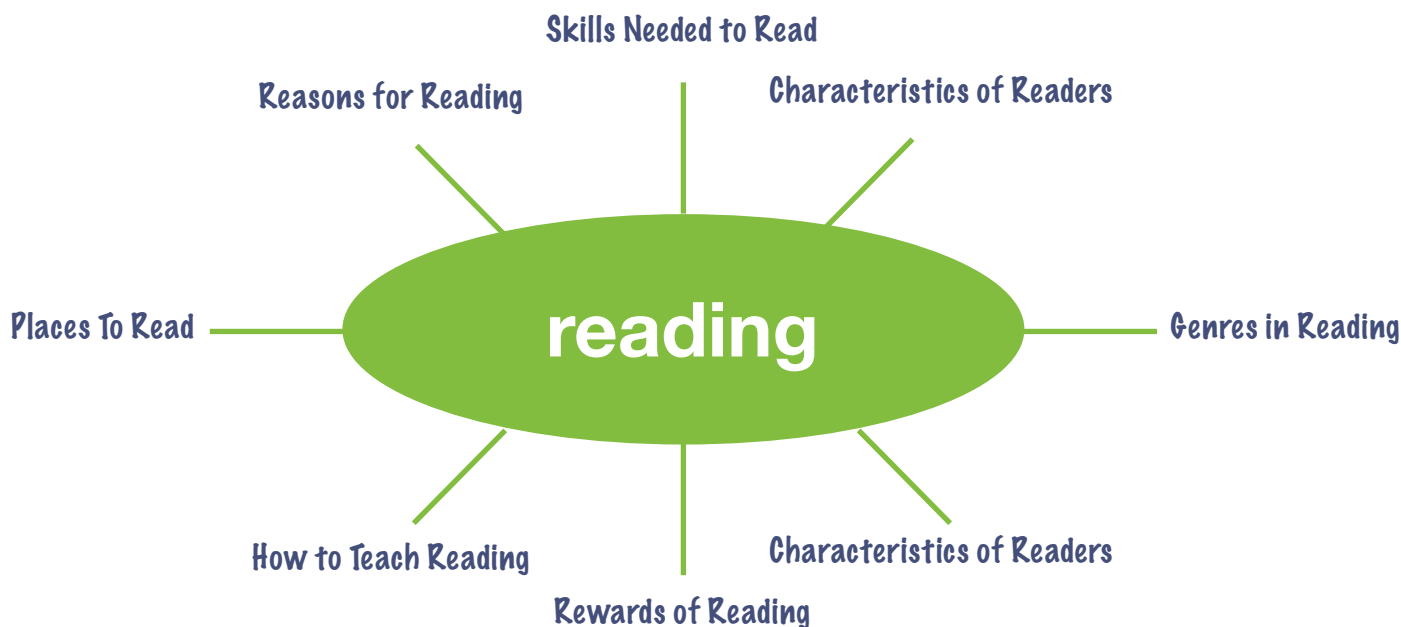 Skills Needed to Read
Reasons for Reading
Characteristics of Readers
Places To Read
reading
Genres in Reading
How to Teach Reading
Characteristics of Readers
Rewards of Reading